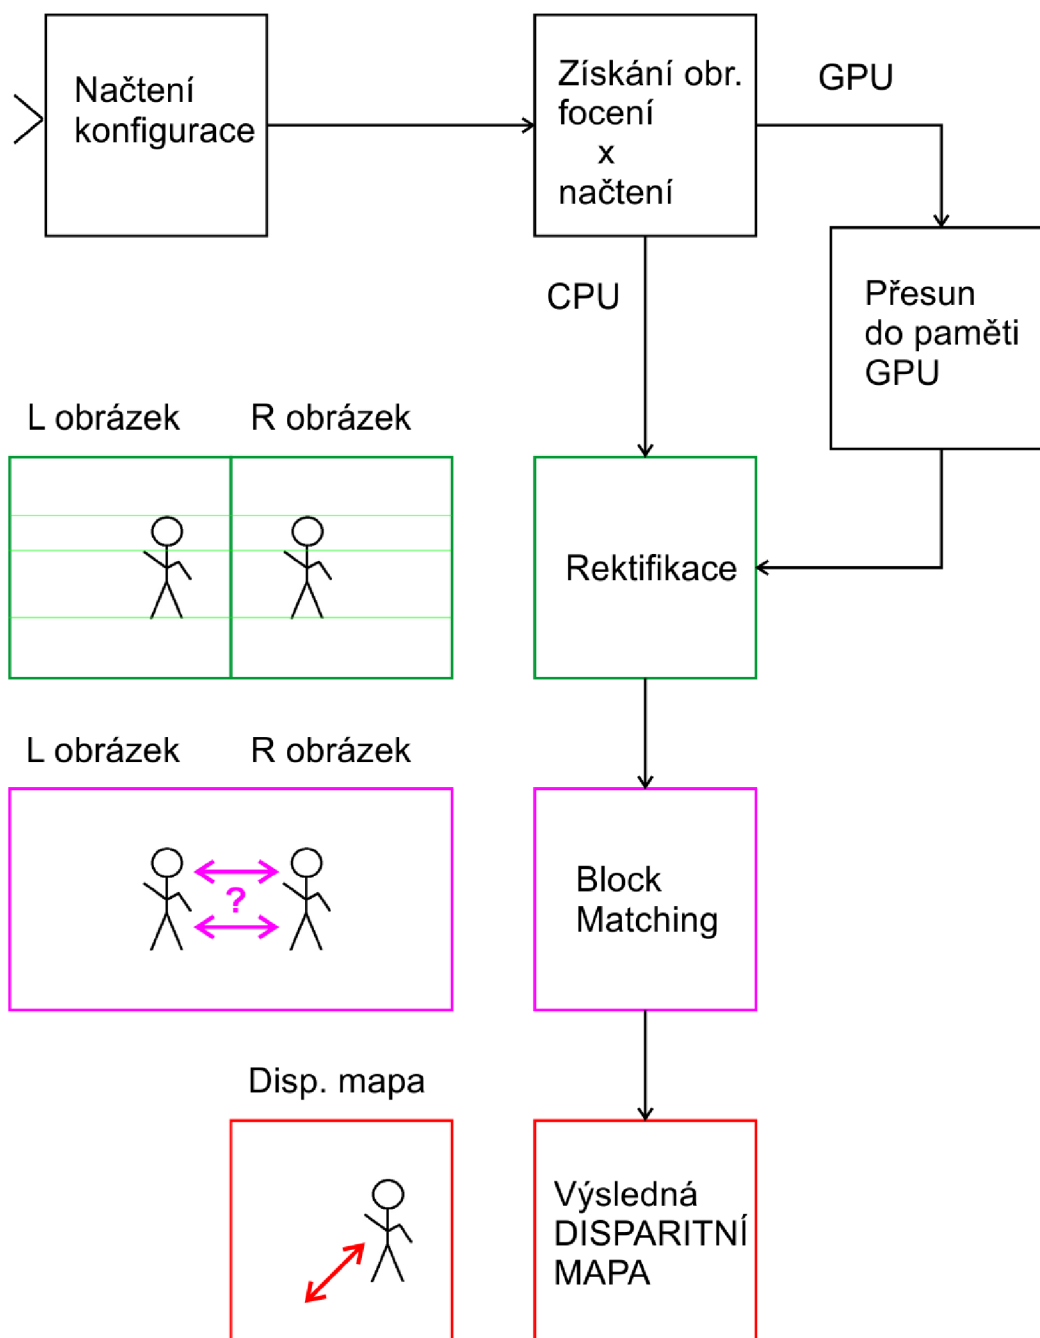 Načtení
konfigurace
Získání obr.
focení
x
načtení
GPU
CPU
Přesun
do paměti
GPU
L obrázek
R obrázek
Rektifikace
L obrázek
R obrázek
?
Block
Matching
Disp. mapa
Výsledná
DISPARITNÍ
MAPA